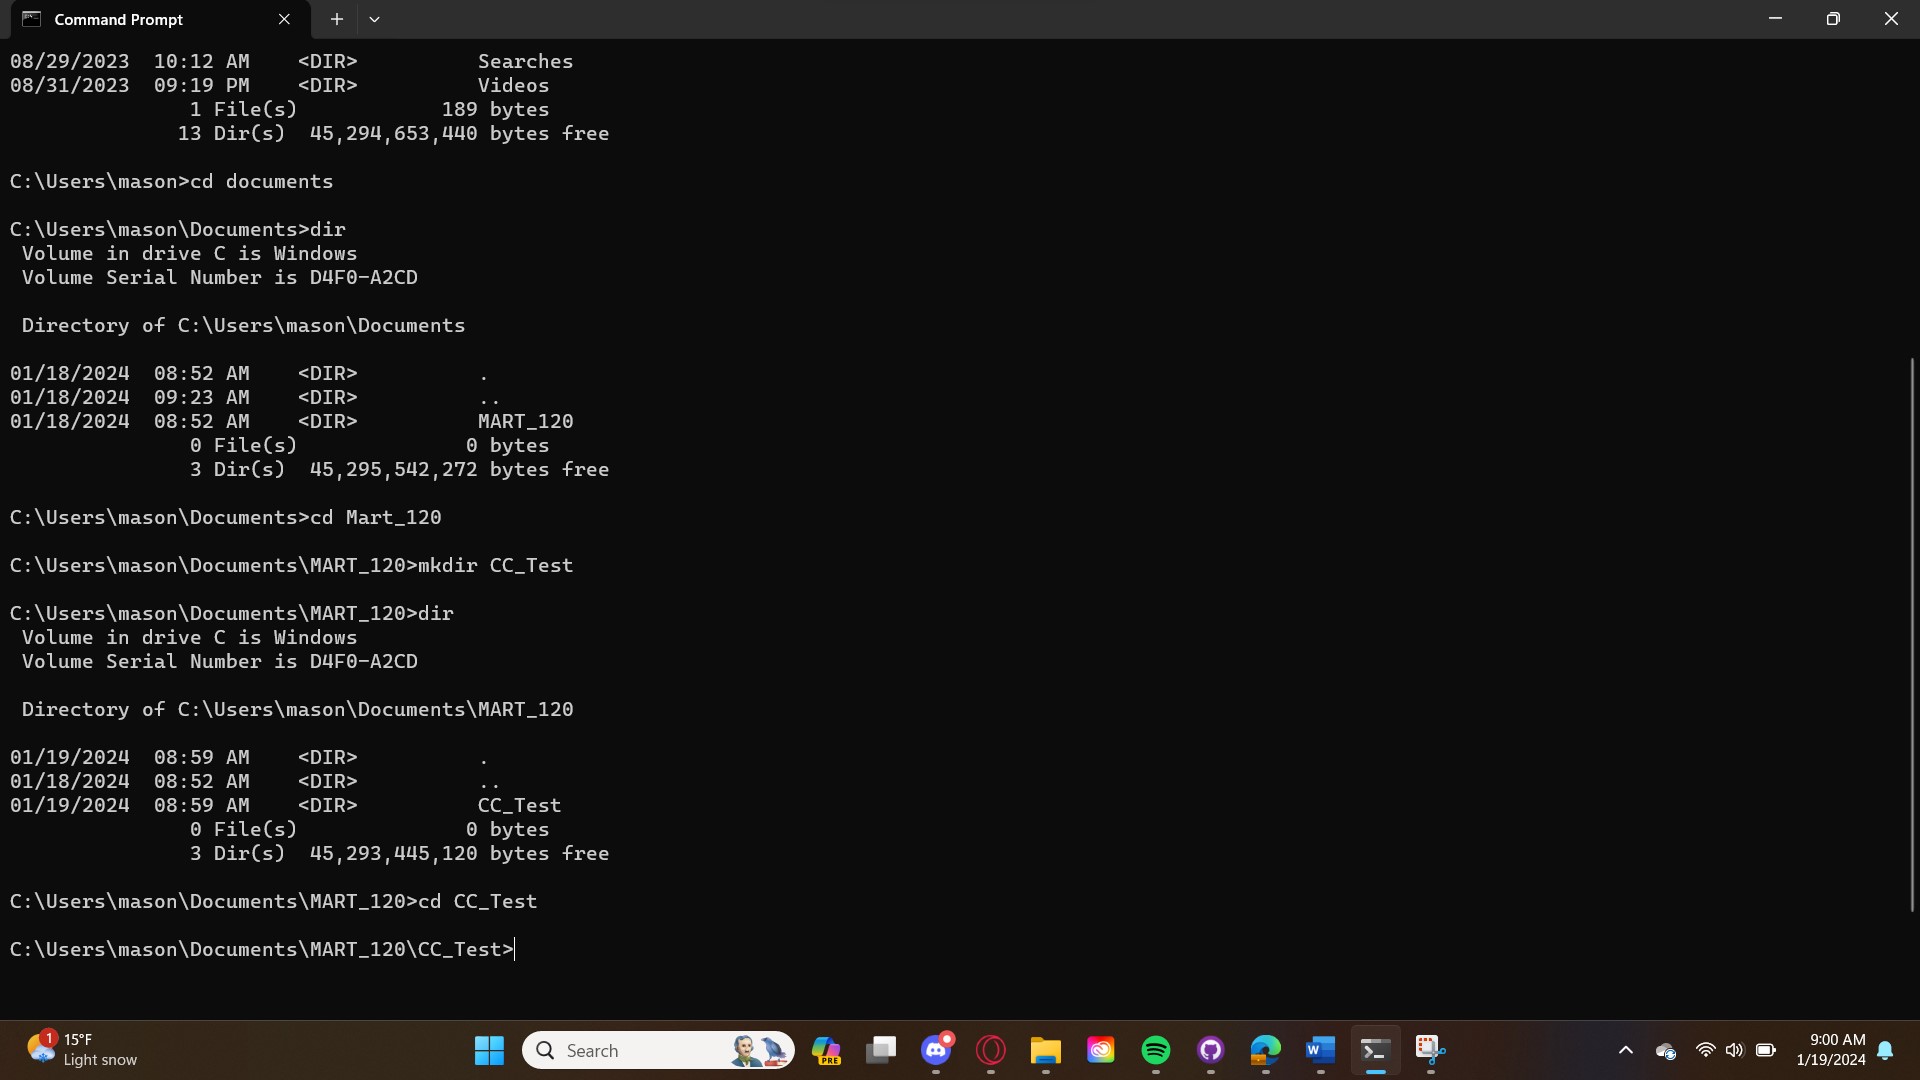 Command Prompt
08/29/2023  10:12 AM    <DIR>          Searches
08/31/2023  09:19 PM    <DIR>          Videos
               1 File(s)            189 bytes
              13 Dir(s)  45,294,653,440 bytes free
C:\Users\mason>cd documents
C:\Users\mason\Documents>dir
 Volume in drive C is Windows
 Volume Serial Number is D4F0-A2CD
 Directory of C:\Users\mason\Documents
01/18/2024  08:52 AM    <DIR>          .
01/18/2024  09:23 AM    <DIR>          ..
01/18/2024  08:52 AM    <DIR>          MART_120
               0 File(s)              0 bytes
               3 Dir(s)  45,295,542,272 bytes free
C:\Users\mason\Documents>cd Mart_120
C:\Users\mason\Documents\MART_120>mkdir CC_Test
C:\Users\mason\Documents\MART_120>dir
 Volume in drive C is Windows
 Volume Serial Number is D4F0-A2CD
 Directory of C:\Users\mason\Documents\MART_120
01/19/2024  08:59 AM    <DIR>          .
01/18/2024  08:52 AM    <DIR>          ..
01/19/2024  08:59 AM    <DIR>          CC_Test
               0 File(s)              0 bytes
               3 Dir(s)  45,293,445,120 bytes free
C:\Users\mason\Documents\MART_120>cd CC_Test
C:\Users\mason\Documents\MART_120\CC_Test>
1
15°F
Light snow
Search
PRE
W
9:00 AM
1/19/2024